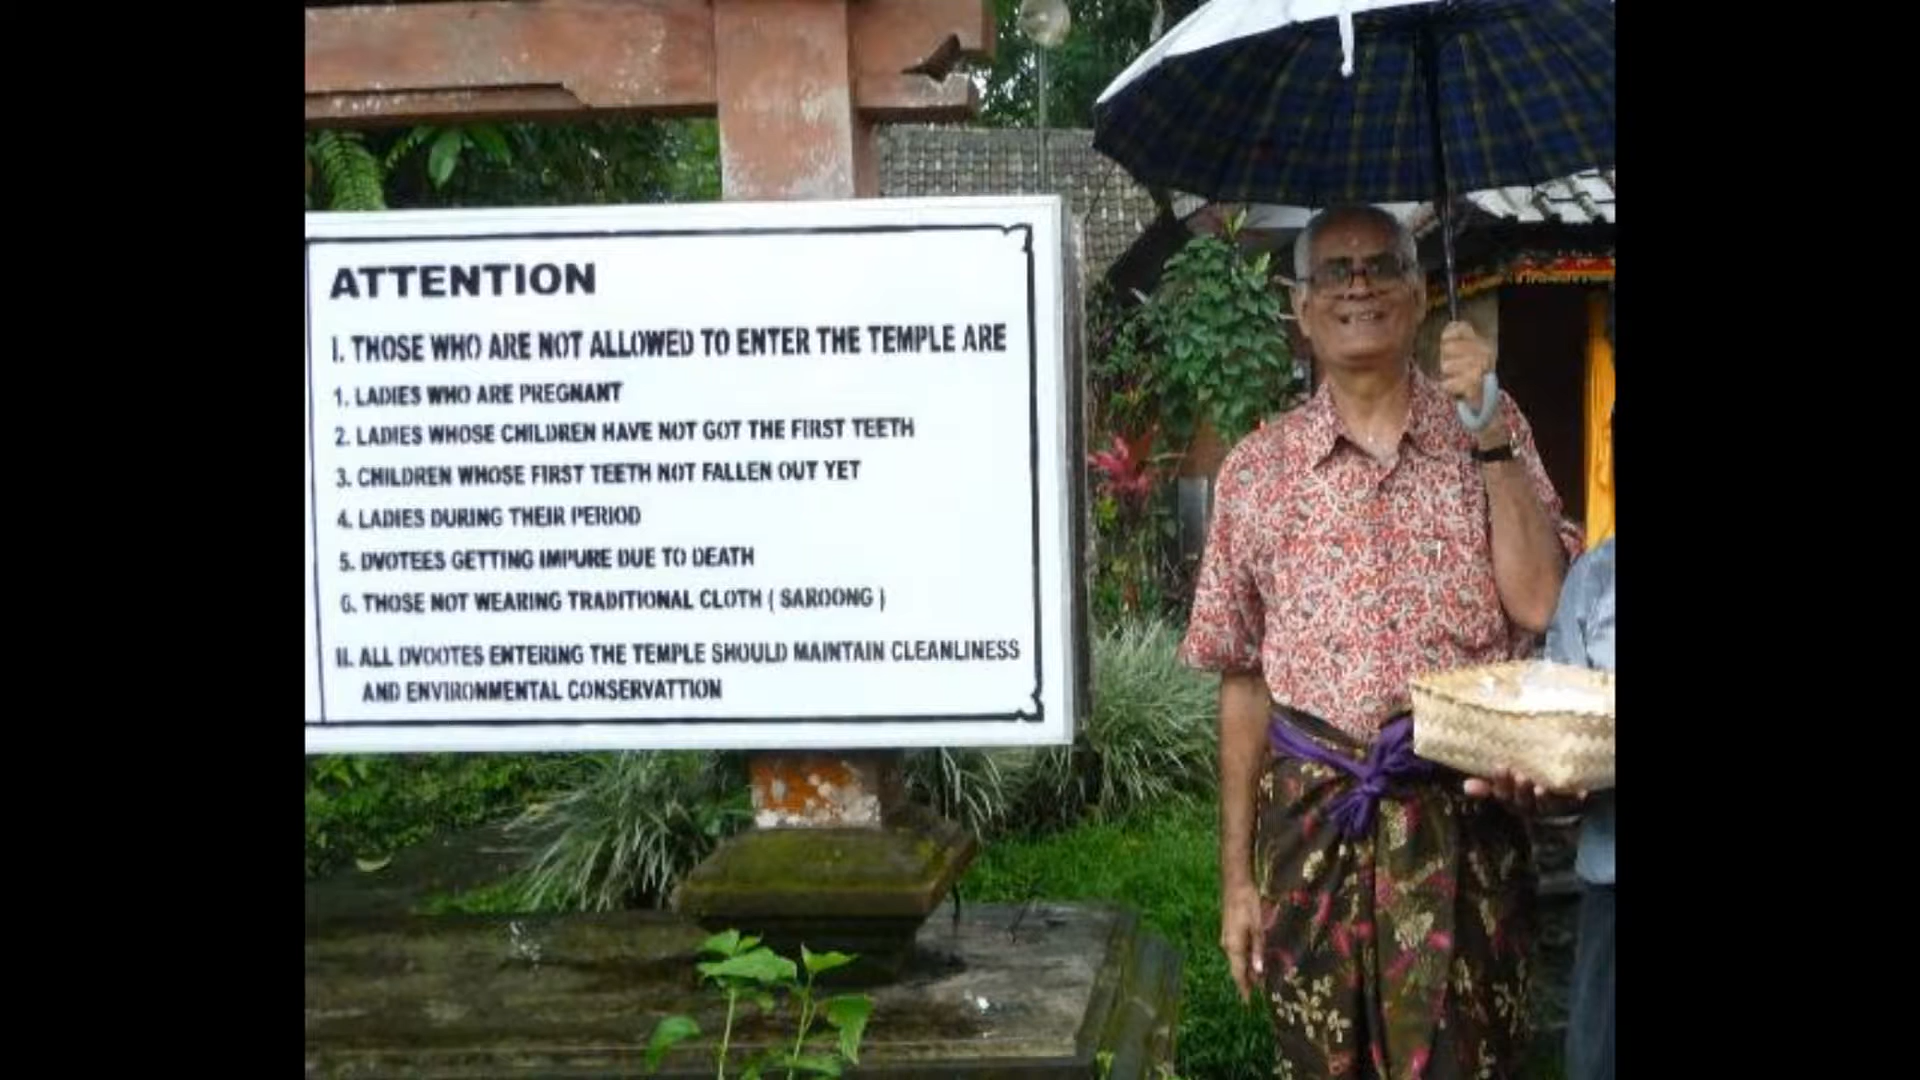 ATTENTION
I. THOSE WHO ARE NOT ALLOWED TO ENTER THE TEMPLE ARE
1. LADIES WHO ARE PREGNANT
2. LADIES WHOSE CHILDREN HAVE NOT GOT THE FIRST TEETH
3. CHILDREN WHOSE FIRST TEETH NOT FALLEN OUT YET
4. LADIES DURING THEIR PERIOD
5. DVOTEES GETTING IMPURE DUE TO DEATH
6. THOSE NOT WEARING TRADITIONAL CLOTH ( SAROONG )
II. ALL DVOOTES ENTERING THE TEMPLE SHOULD MAINTAIN CLEANLINESS
AND ENVIRONMENTAL CONSERVATTION